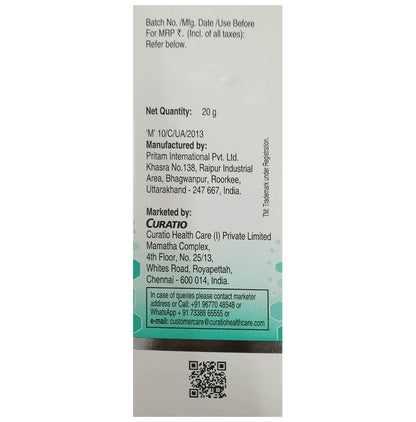 Batch No. /Mfg. Date /Use Before
For MRP ₹. (Incl. of all taxes):
Refer below.
Net Quantity: 20 g
'M' 10/C/UA/2013
Manufactured by:
Pritam International Pvt. Ltd.
Khasra No.138, Raipur Industrial
Area, Bhagwanpur, Roorkee,
Uttarakhand - 247 667, India.
TM: Trademark under Registration.
Marketed by:
CURATIO
Curatio Health Care (I) Private Limited
Mamatha Complex,
4th Floor, No. 25/13,
Whites Road, Royapettah,
Chennai - 600 014, India.
In case of queries please contact marketer
address or Call: +91 96770 48548 or
WhatsApp + 91 73388 65555 or
e-mail: customercare@curatiohealthcare.com